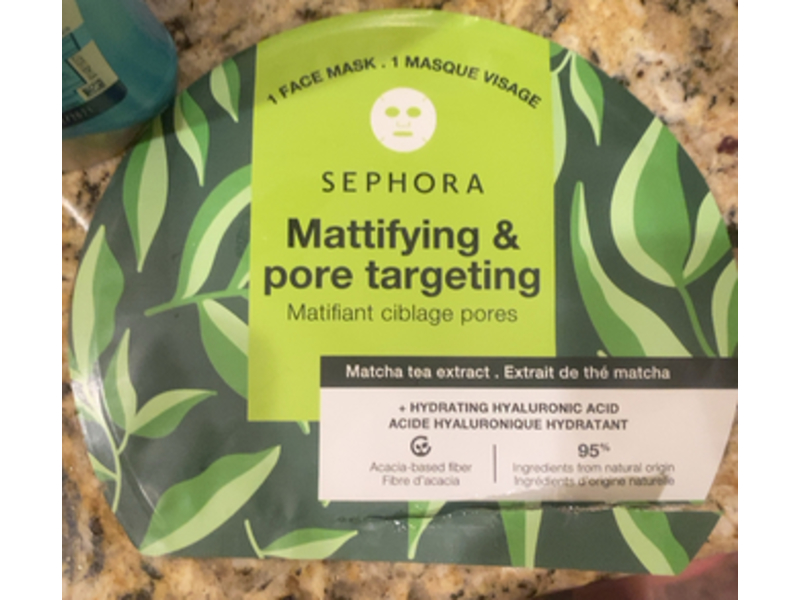 1 FACE MASK . 1 MASQUE VISAGE
SEPHORA
Mattifying &
pore targeting
Matifiant ciblage pores
Matcha tea extract . Extrait de thé matcha
+ HYDRATING HYALURONIC ACID
ACIDE HYALURONIQUE HYDRATANT
Acacia-based fiber
Fibre d'acacia
95%
Ingredients from natural origin
Ingrédients d'origine naturelle